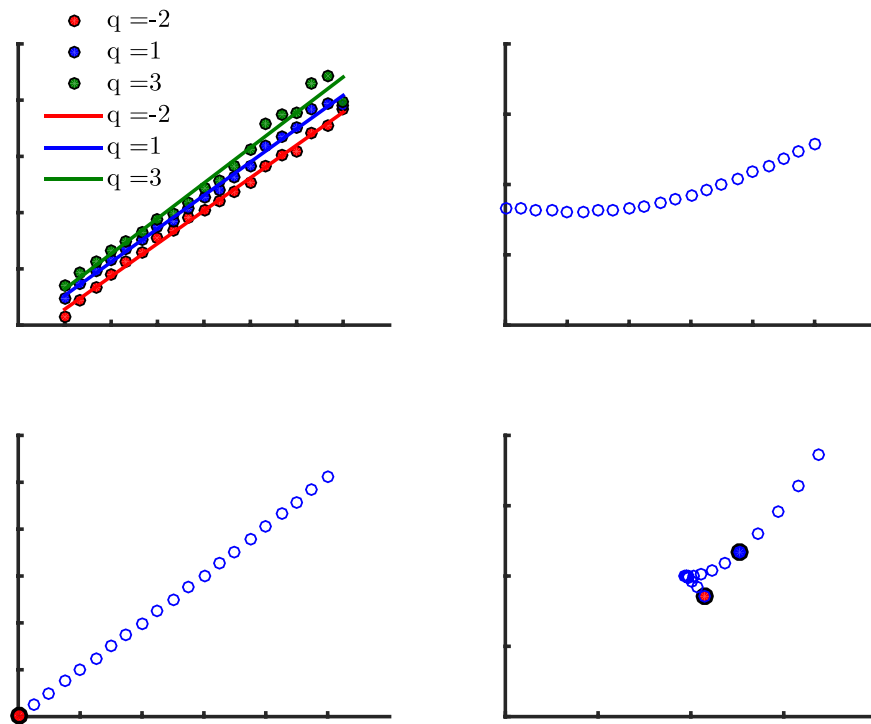 q =-2
q =1
q =3
q =-2
q =1
q =3